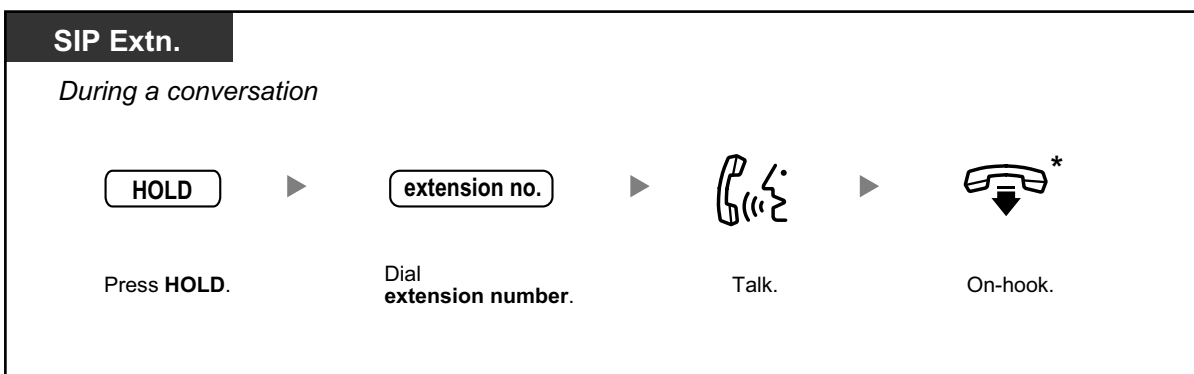 SIP Extn.
During a conversation
HOLD
extension no.
*
Press HOLD.
Dial
extension number.
Talk.
On-hook.